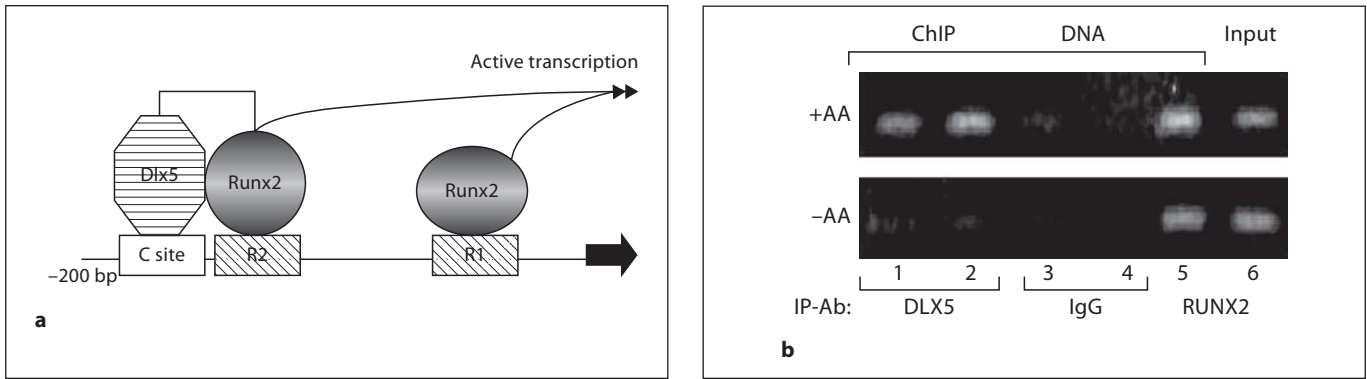 Active transcription
Dlx5
Runx2
Runx2
C site
R2
R1
–200 bp
a
ChIP DNA Input
+AA
–AA
1 2 3 4 5 6
IP-Ab: DLX5 IgG RUNX2
b